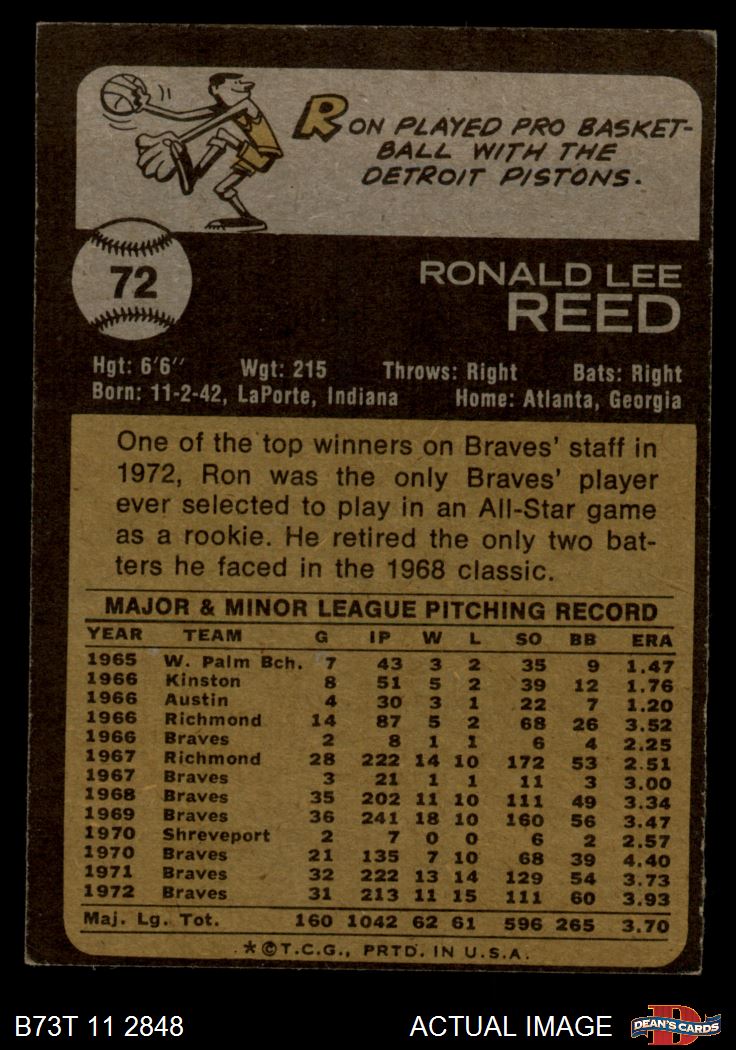 RON PLAYED PRO BASKET-
BALL WITH THE
DETROIT PISTONS.
72
RONALD LEE
REED
Hgt: 6'6" Wgt: 215 Throws: Right Bats: Right
Born: 11-2-42, LaPorte, Indiana Home: Atlanta, Georgia
One of the top winners on Braves' staff in
1972, Ron was the only Braves' player
ever selected to play in an All-Star game
as a rookie. He retired the only two bat-
ters he faced in the 1968 classic.
MAJOR & MINOR LEAGUE PITCHING RECORD
YEAR TEAM G IP W L SO BB ERA
1965 W. Palm Bch. 7 43 3 2 35 9 1.47
1966 Kinston 8 51 5 2 39 12 1.76
1966 Austin 4 30 3 1 22 7 1.20
1966 Richmond 14 87 5 2 68 26 3.52
1966 Braves 2 8 1 1 6 4 2.25
1967 Richmond 28 222 14 10 172 53 2.51
1967 Braves 3 21 1 1 11 3 3.00
1968 Braves 35 202 11 10 111 49 3.34
1969 Braves 36 241 18 10 160 56 3.47
1970 Shreveport 2 7 0 0 6 2 2.57
1970 Braves 21 135 7 10 68 39 4.40
1971 Braves 32 222 13 14 129 54 3.73
1972 Braves 31 213 11 15 111 60 3.93
Maj. Lg. Tot. 160 1042 62 61 596 265 3.70
*©T.C.G., PRTD. IN U.S.A.
B73T 11 2848 ACTUAL IMAGE DEAN'S CARDS